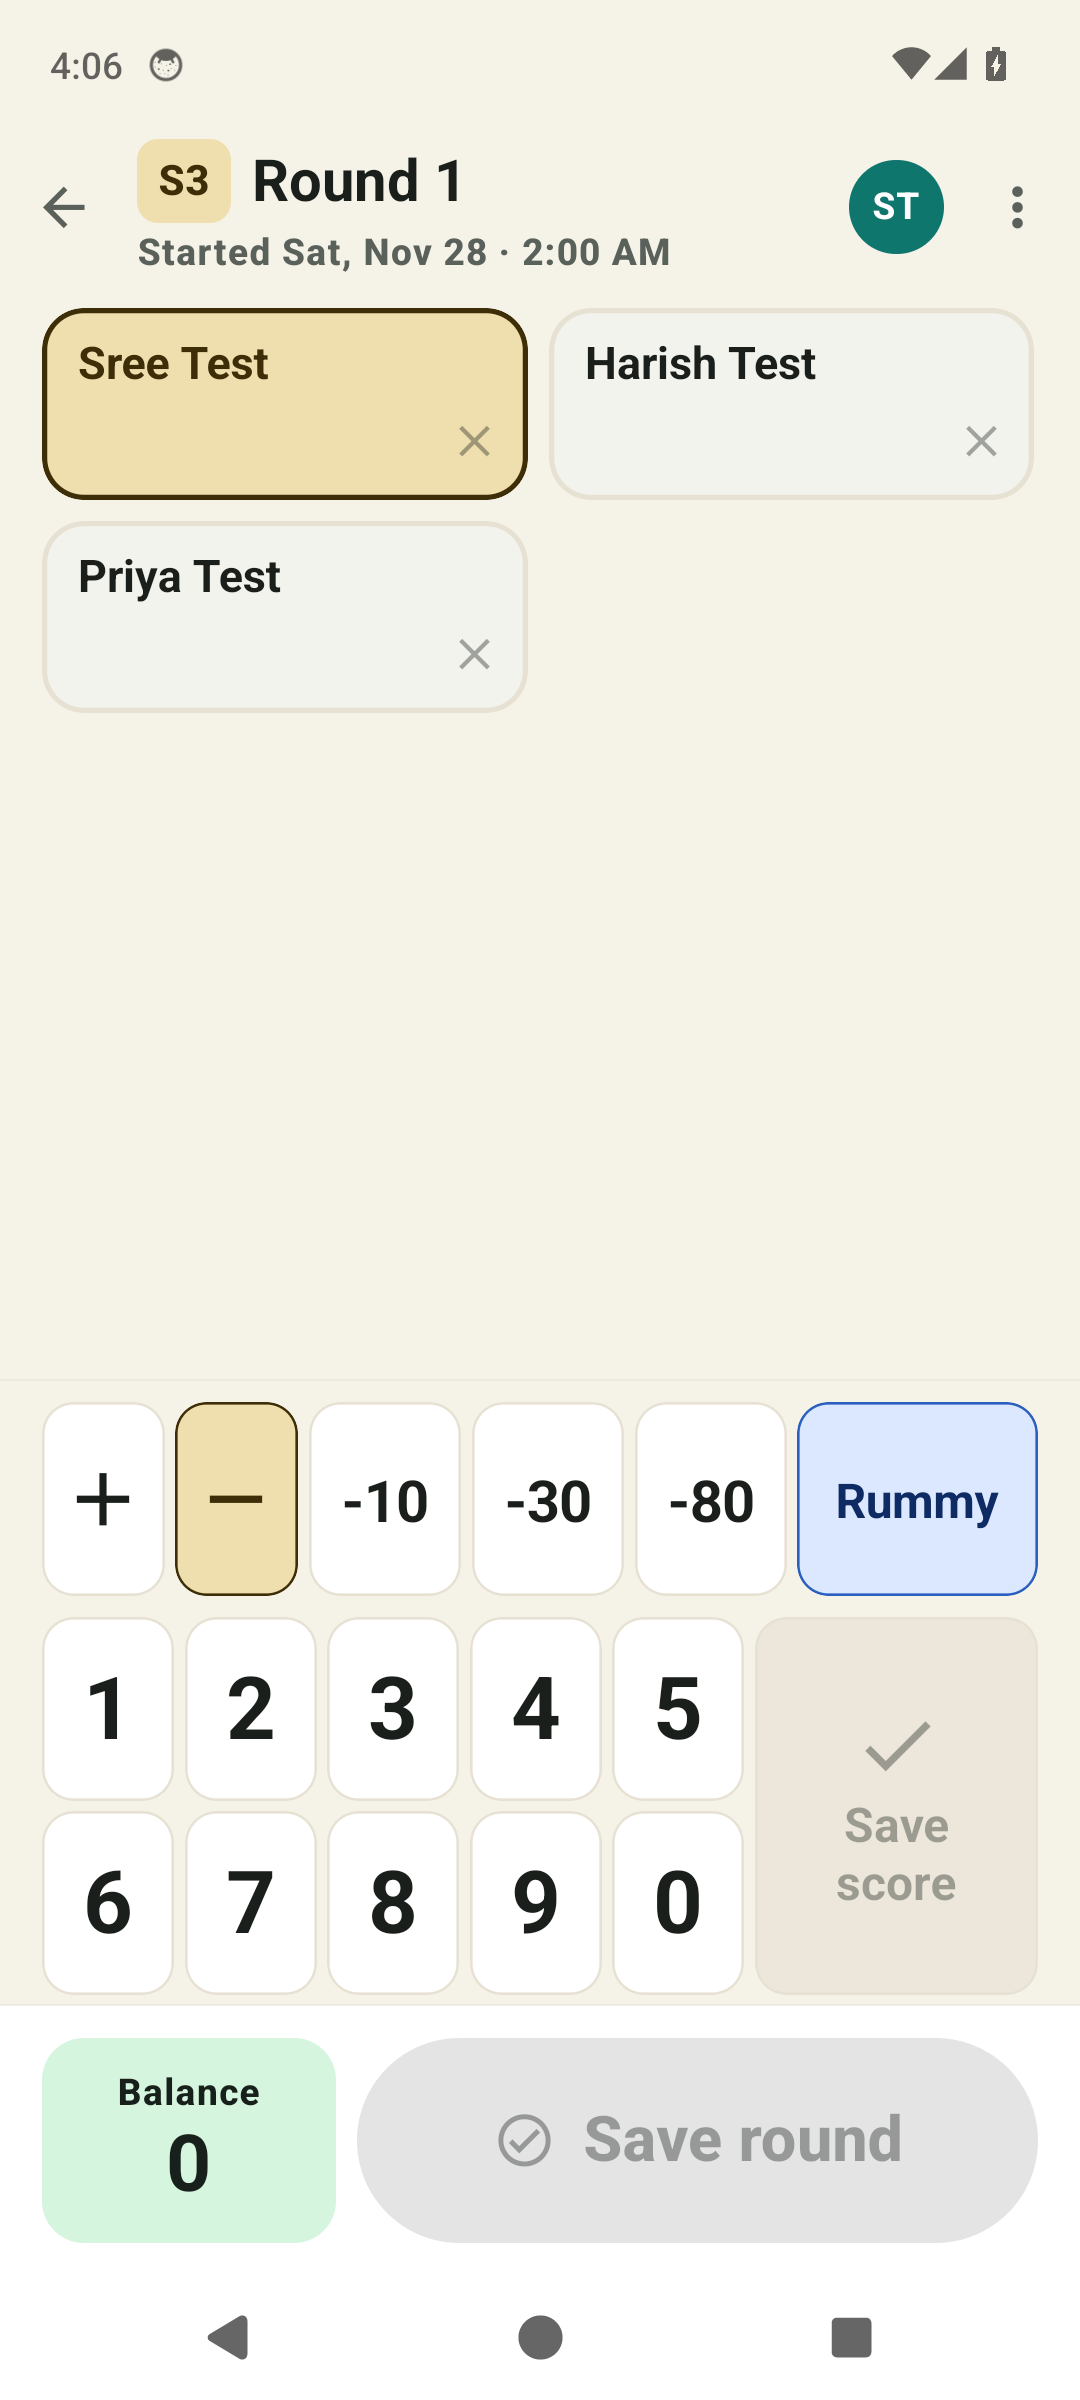 4:06
S3 Round 1
Started Sat, Nov 28 · 2:00 AM
ST
Sree Test
Harish Test
Priya Test
-10 -30 -80 Rummy
1 2 3 4 5
6 7 8 9 0
Save
score
Balance
0
Save round